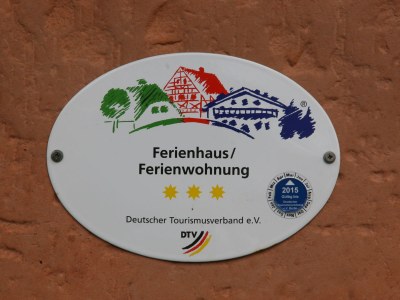 ®
Ferienhaus/
Ferienwohnung
2015
Deutscher Tourismusverband e.V.
DTV